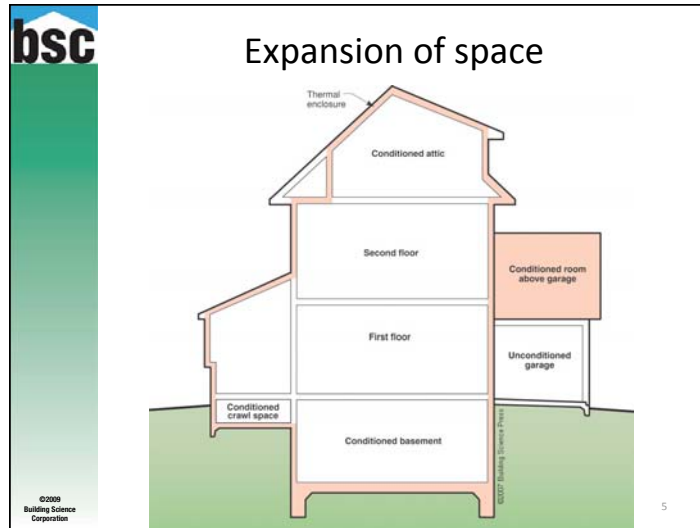 bsc
Expansion of space
Thermal
enclosure
Conditioned attic
Second floor
Conditioned room
above garage
First floor
Unconditioned
garage
Conditioned
crawl space
Conditioned basement
©2007 Building Science Press
©2009
Building Science
Corporation
5